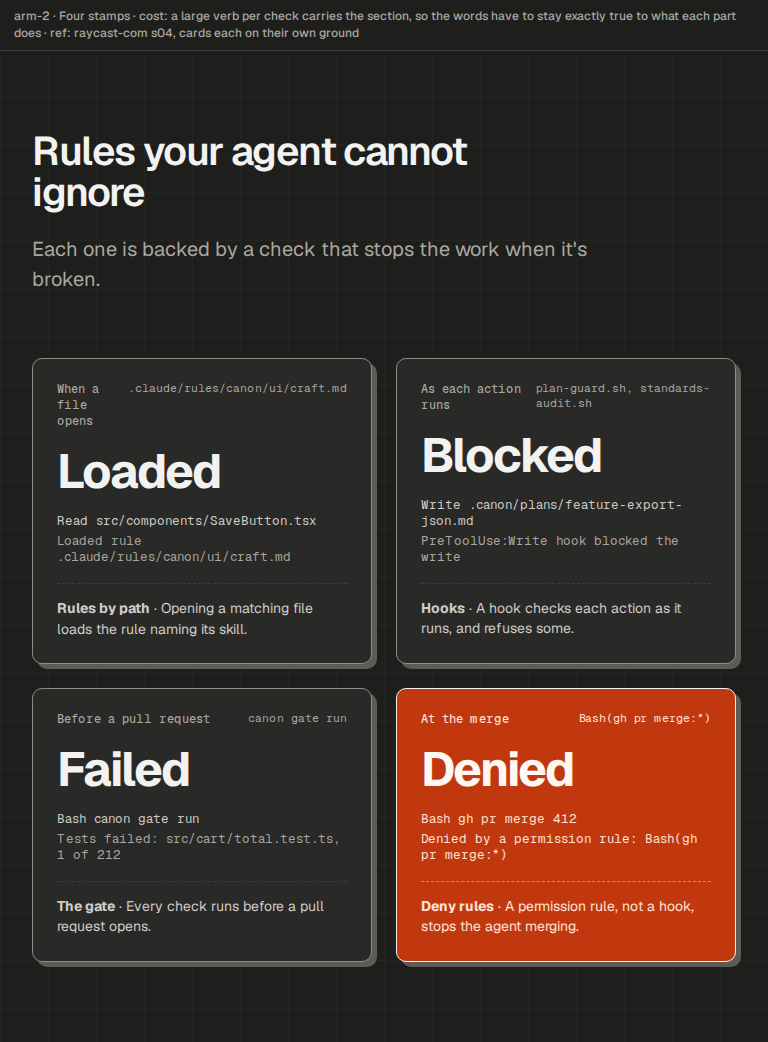 arm-2 · Four stamps · cost: a large verb per check carries the section, so the words have to stay exactly true to what each part
does · ref: raycast-com s04, cards each on their own ground
Rules your agent cannot
ignore
Each one is backed by a check that stops the work when it's
broken.
When a
file
opens
.claude/rules/canon/ui/craft.md
Loaded
Read src/components/SaveButton.tsx
Loaded rule
.claude/rules/canon/ui/craft.md
Rules by path · Opening a matching file
loads the rule naming its skill.
As each action
runs
plan-guard.sh, standards-
audit.sh
Blocked
Write .canon/plans/feature-export-
json.md
PreToolUse:Write hook blocked the
write
Hooks · A hook checks each action as it
runs, and refuses some.
Before a pull request
canon gate run
Failed
Bash canon gate run
Tests failed: src/cart/total.test.ts,
1 of 212
The gate · Every check runs before a pull
request opens.
At the merge
Bash(gh pr merge:*)
Denied
Bash gh pr merge 412
Denied by a permission rule: Bash(gh
pr merge:*)
Deny rules · A permission rule, not a hook,
stops the agent merging.